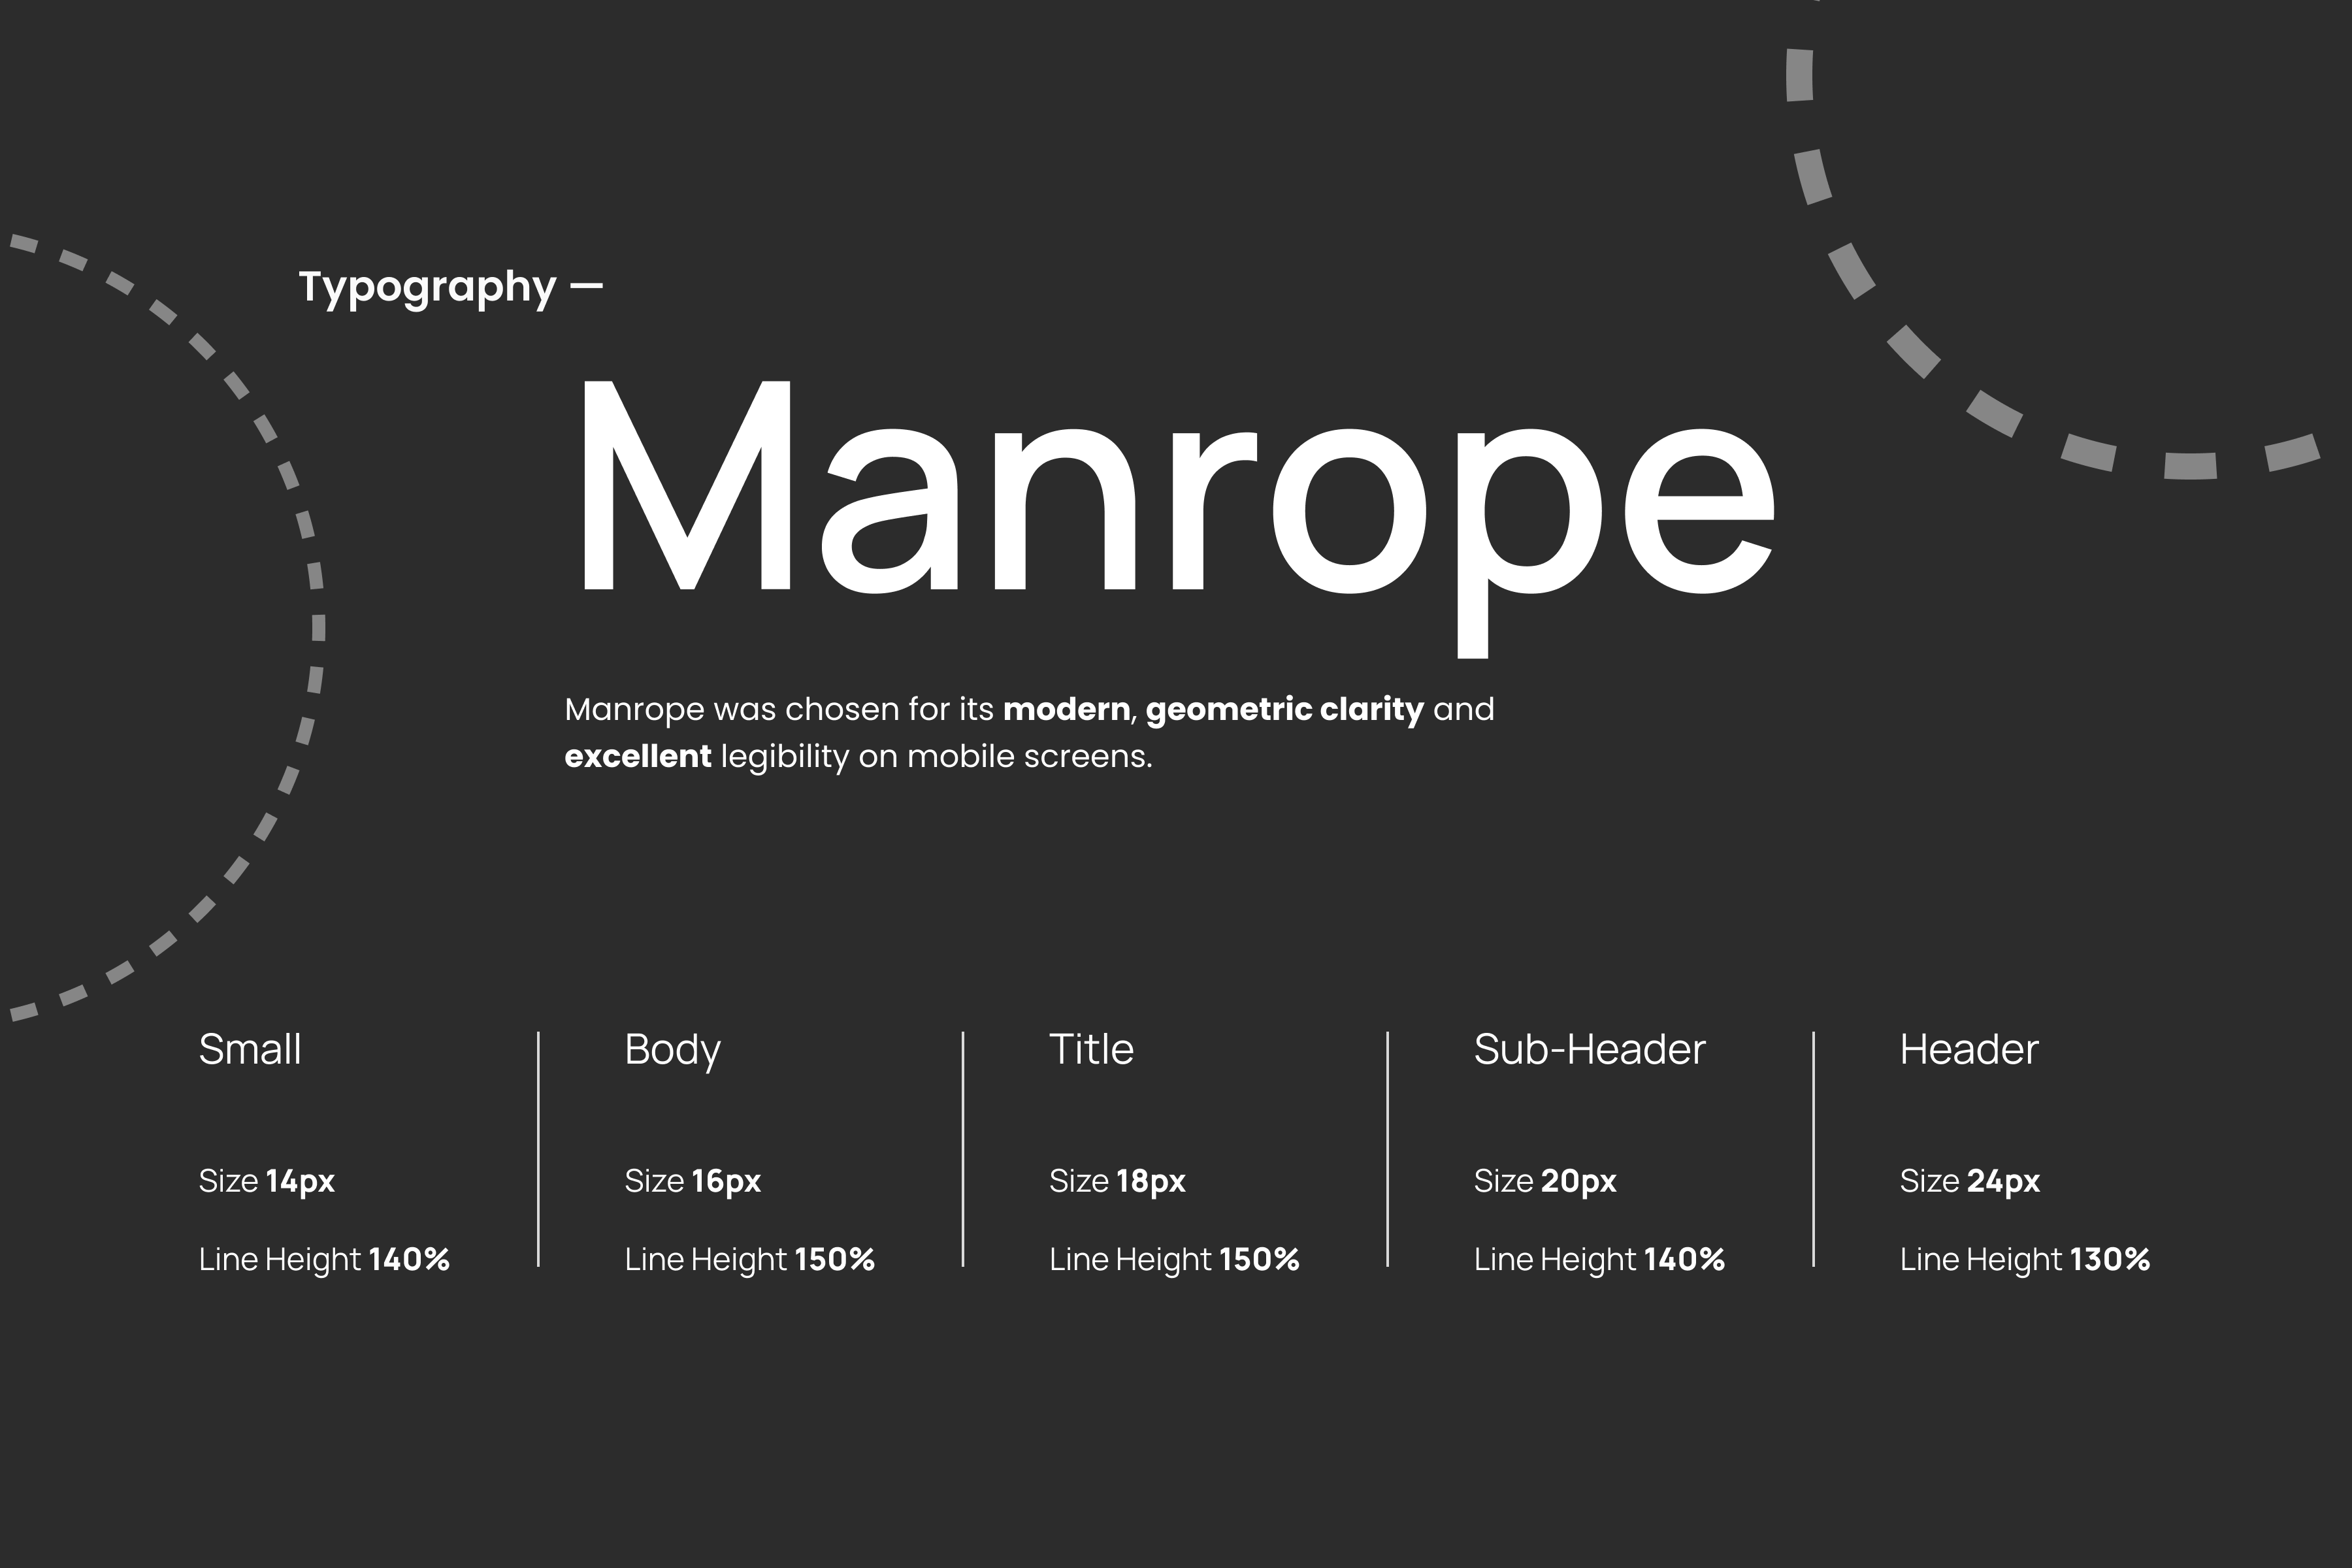 Typography —
Manrope
Manrope was chosen for its modern, geometric clarity and
excellent legibility on mobile screens.
Small
Size 14px
Line Height 140%
Body
Size 16px
Line Height 150%
Title
Size 18px
Line Height 150%
Sub-Header
Size 20px
Line Height 140%
Header
Size 24px
Line Height 130%